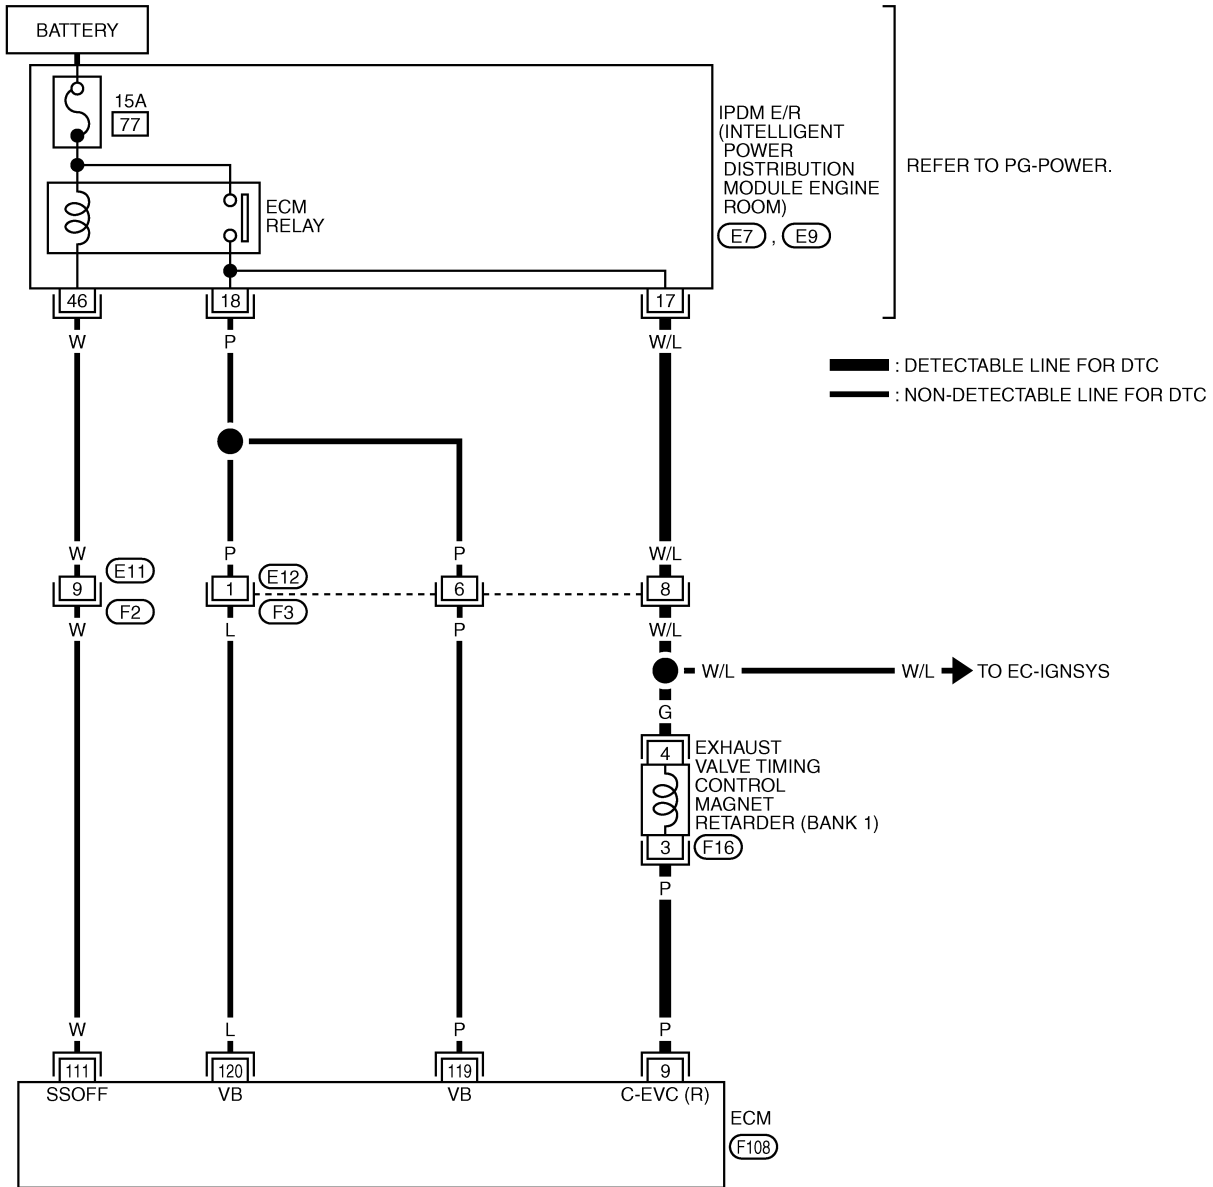 BATTERY
15A
77
IPDM E/R
(INTELLIGENT
POWER
DISTRIBUTION
MODULE ENGINE
ROOM)
E7 , E9
REFER TO PG-POWER.
ECM
RELAY
46 18 17
W P W/L
: DETECTABLE LINE FOR DTC
: NON-DETECTABLE LINE FOR DTC
W P P W/L
E11 E12
9 1 6 8
F2 F3
W L P W/L
W/L W/L TO EC-IGNSYS
G
4
EXHAUST
VALVE TIMING
CONTROL
MAGNET
RETARDER (BANK 1)
3 F16
P
W L P P
111 120 119 9
SSOFF VB VB C-EVC (R)
ECM
F108